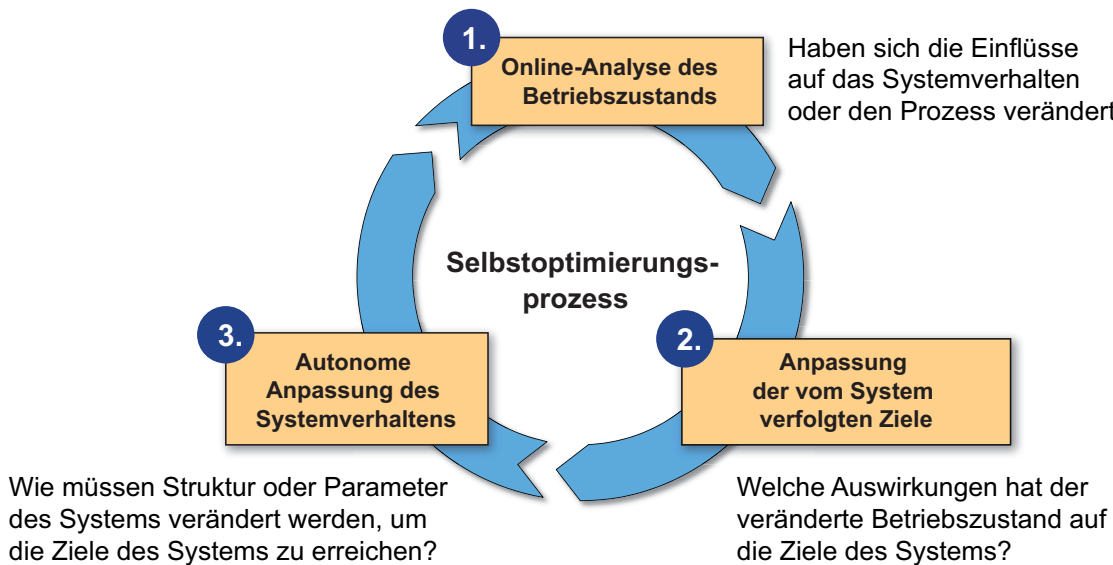 1.
Online-Analyse des
Betriebszustands
Haben sich die Einflüsse
auf das Systemverhalten
oder den Prozess verändert
Selbstoptimierungs-
prozess
2.
Anpassung
der vom System
verfolgten Ziele
Welche Auswirkungen hat der
veränderte Betriebszustand auf
die Ziele des Systems?
3.
Autonome
Anpassung des
Systemverhaltens
Wie müssen Struktur oder Parameter
des Systems verändert werden, um
die Ziele des Systems zu erreichen?